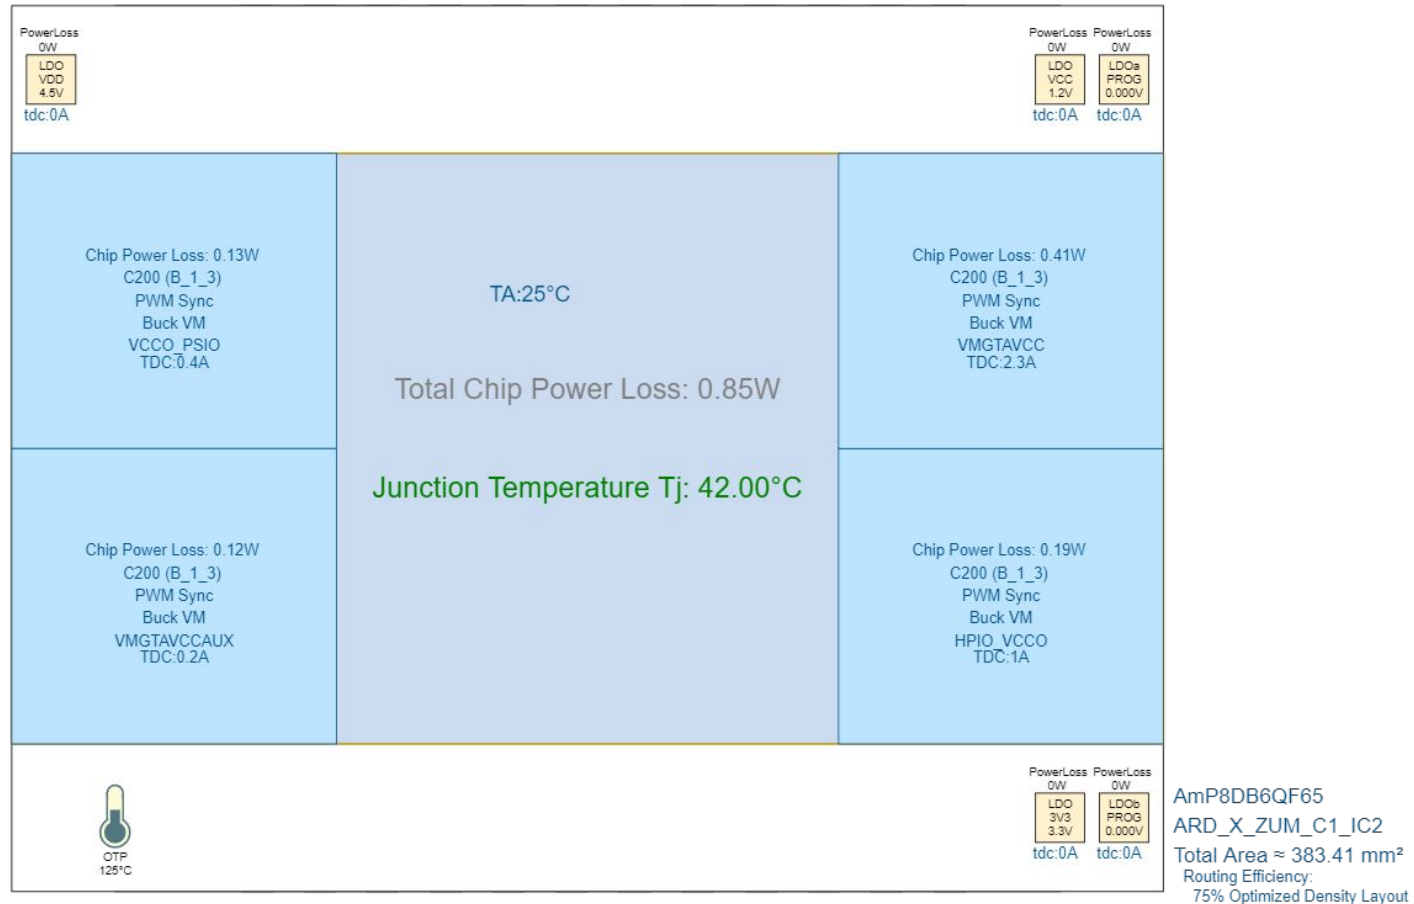 PowerLoss
0W
LDO
VDD
4.5V
tdc:0A
PowerLoss
0W
LDO
VCC
1.2V
tdc:0A
PowerLoss
0W
LDOa
PROG
0.000V
tdc:0A
Chip Power Loss: 0.13W
C200 (B_1_3)
PWM Sync
Buck VM
VCCO_PSIO
TDC:0.4A
TA:25°C
Total Chip Power Loss: 0.85W
Junction Temperature Tj: 42.00°C
Chip Power Loss: 0.41W
C200 (B_1_3)
PWM Sync
Buck VM
VMGTAVCC
TDC:2.3A
Chip Power Loss: 0.12W
C200 (B_1_3)
PWM Sync
Buck VM
VMGTAVCCAUX
TDC:0.2A
Chip Power Loss: 0.19W
C200 (B_1_3)
PWM Sync
Buck VM
HPIO_VCCO
TDC:1A
OTP
125°C
PowerLoss
0W
LDO
3V3
3.3V
tdc:0A
PowerLoss
0W
LDOb
PROG
0.000V
tdc:0A
AmP8DB6QF65
ARD_X_ZUM_C1_IC2
Total Area ≈ 383.41 mm²
Routing Efficiency:
75% Optimized Density Layout